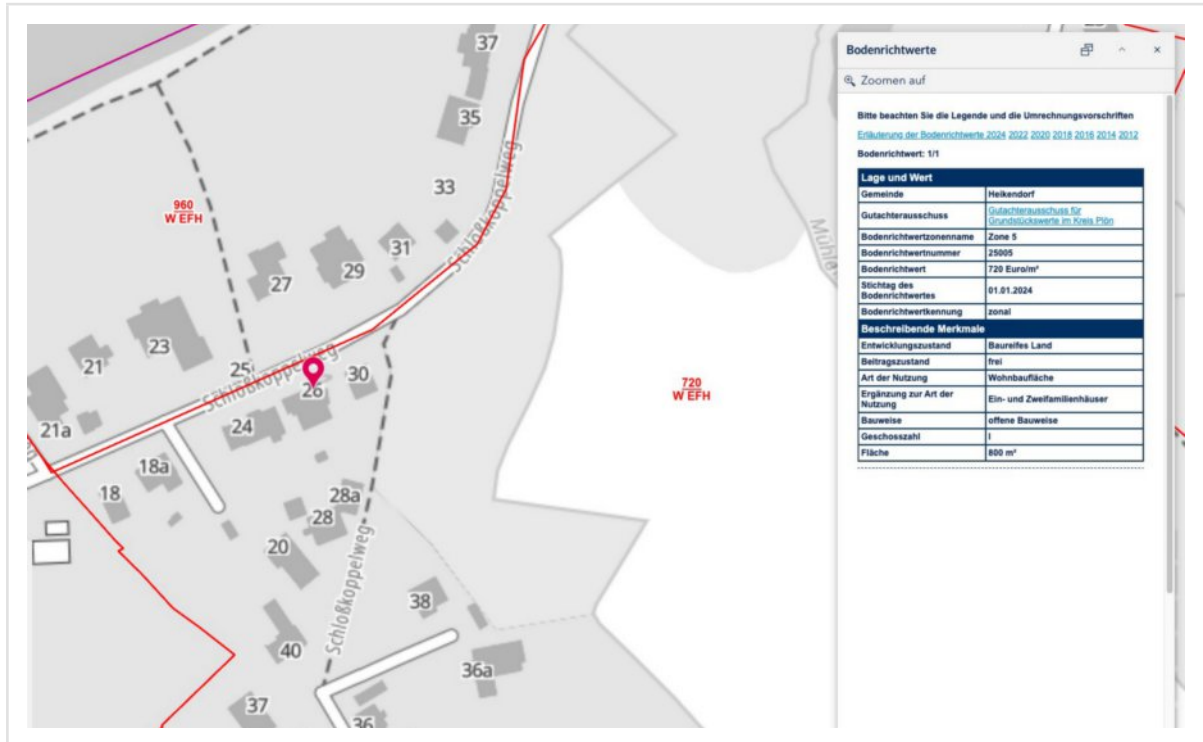 37
35
33
960
W EFH
31
29
27
Schloßkoppelweg
23
21
25
Schloßkoppelweg
30
26
21a
24
720
W EFH
18a
18
28a
28
20
Schloßkoppelweg
38
40
36a
37
36
Bodenrichtwerte
Zoomen auf
Bitte beachten Sie die Legende und die Umrechnungsvorschriften
Erläuterung der Bodenrichtwerte 2024 2022 2020 2018 2016 2014 2012
Bodenrichtwert: 1/1
Lage und Wert
Gemeinde Heikendorf
Gutachterausschuss Gutachterausschuss für
Grundstückswerte im Kreis Plön
Bodenrichtwertzonenname Zone 5
Bodenrichtwertnummer 25005
Bodenrichtwert 720 Euro/m²
Stichtag des
Bodenrichtwertes 01.01.2024
Bodenrichtwertkennung zonal
Beschreibende Merkmale
Entwicklungszustand Baureifes Land
Beitragszustand frei
Art der Nutzung Wohnbaufläche
Ergänzung zur Art der
Nutzung Ein- und Zweifamilienhäuser
Bauweise offene Bauweise
Geschosszahl I
Fläche 800 m²